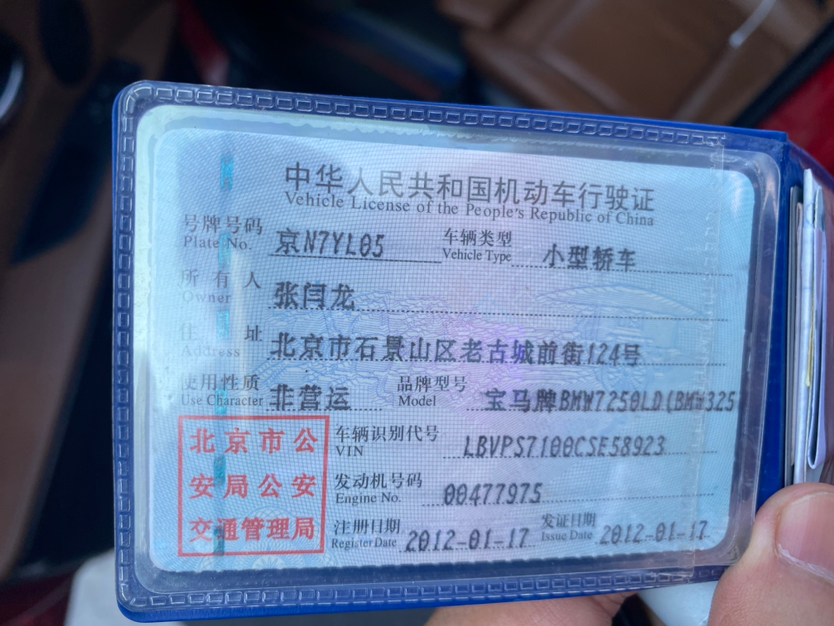 中华人民共和国机动车行驶证
Vehicle License of the People's Republic of China
号牌号码 京N7YL05 车辆类型 小型轿车
Plate No. Vehicle Type
所有人 张闫龙
Owner
住址 北京市石景山区老古城前街124号
Address
使用性质 非营运 品牌型号 宝马牌BMW7250LD(BMW325
Use Character Model
北京市公
安局公安
交通管理局
车辆识别代号 LBVPS7100CSE58923
VIN
发动机号码 00477975
Engine No.
注册日期 2012-01-17 发证日期 2012-01-17
Register Date Issue Date